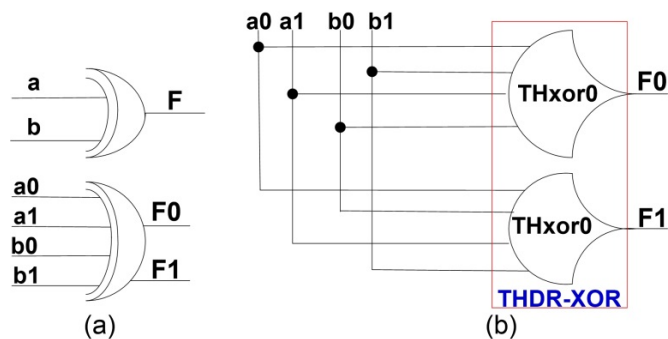 a
b
F
a0
a1
b0
b1
F0
F1
(a)
a0 a1 b0 b1
THxor0
F0
THxor0
F1
THDR-XOR
(b)